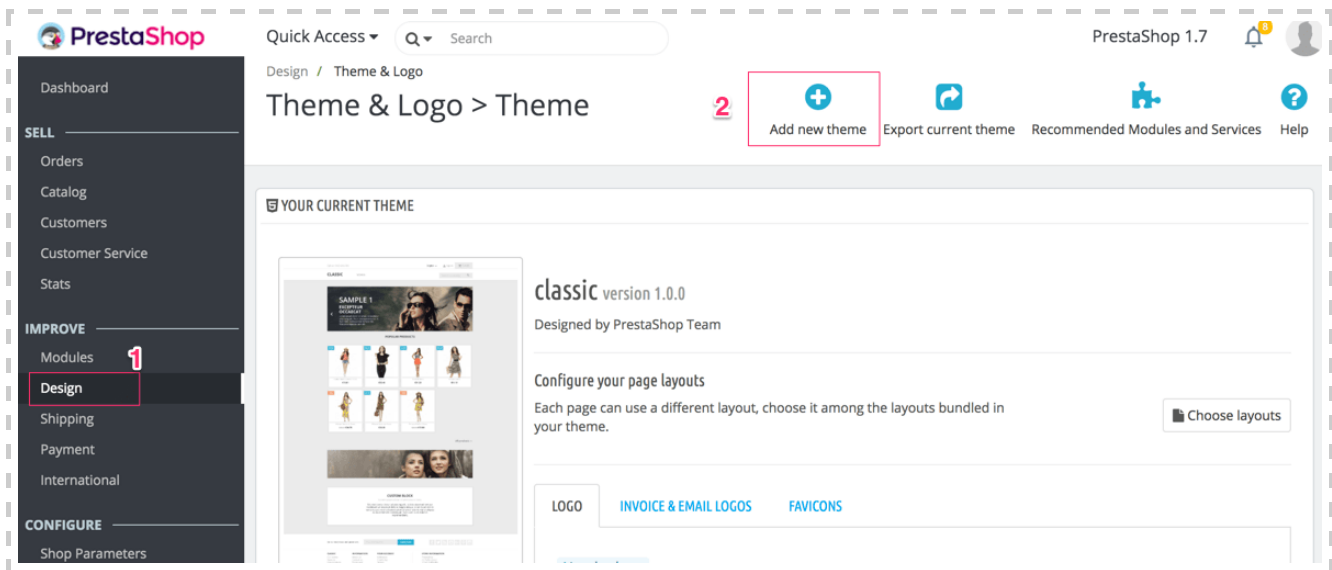 PrestaShop
Quick Access
Search
PrestaShop 1.7
8
Dashboard
SELL
Orders
Catalog
Customers
Customer Service
Stats
IMPROVE
Modules
1
Design
Shipping
Payment
International
CONFIGURE
Shop Parameters
Design / Theme & Logo
Theme & Logo > Theme
2
Add new theme
Export current theme
Recommended Modules and Services
Help
YOUR CURRENT THEME
CLASSIC
SAMPLE 1
EXCEPTEUR
OCCAECAT
POPULAR PRODUCTS
CUSTOM BLOCK
classic version 1.0.0
Designed by PrestaShop Team
Configure your page layouts
Each page can use a different layout, choose it among the layouts bundled in
your theme.
Choose layouts
LOGO
INVOICE & EMAIL LOGOS
FAVICONS